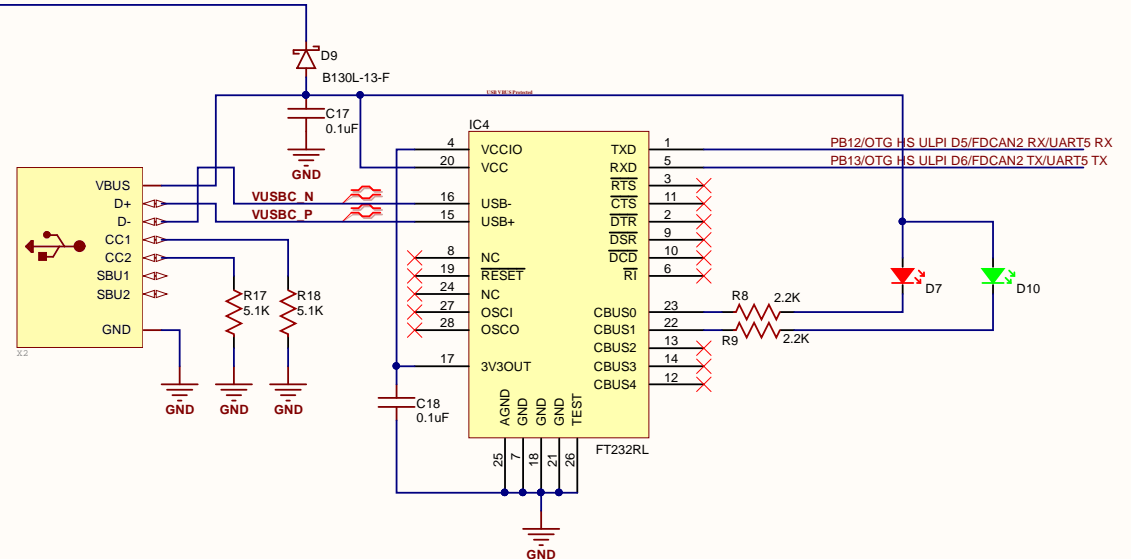 D9
B130L-13-F
USB VBUS Protected
C17
0.1uF
GND
IC4
4 VCCIO TXD 1 PB12/OTG HS ULPI D5/FDCAN2 RX/UART5 RX
20 VCC RXD 5 PB13/OTG HS ULPI D6/FDCAN2 TX/UART5 TX
RTS 3
VBUS
D+ VUSBC_N 16 USB- CTS 11
D- VUSBC_P 15 USB+ DTR 2
CC1 DSR 9
CC2 8 NC DCD 10
SBU1 19 RESET RI 6
SBU2 24 NC
D7 D10
R17 5.1K
R18 5.1K
27 OSCI CBUS0 23 R8 2.2K
28 OSCO CBUS1 22 R9 2.2K
GND
X2
CBUS2 13
17 3V3OUT CBUS3 14
CBUS4 12
GND GND GND
C18
0.1uF
AGND GND GND GND TEST
25 7 18 21 26
FT232RL
GND